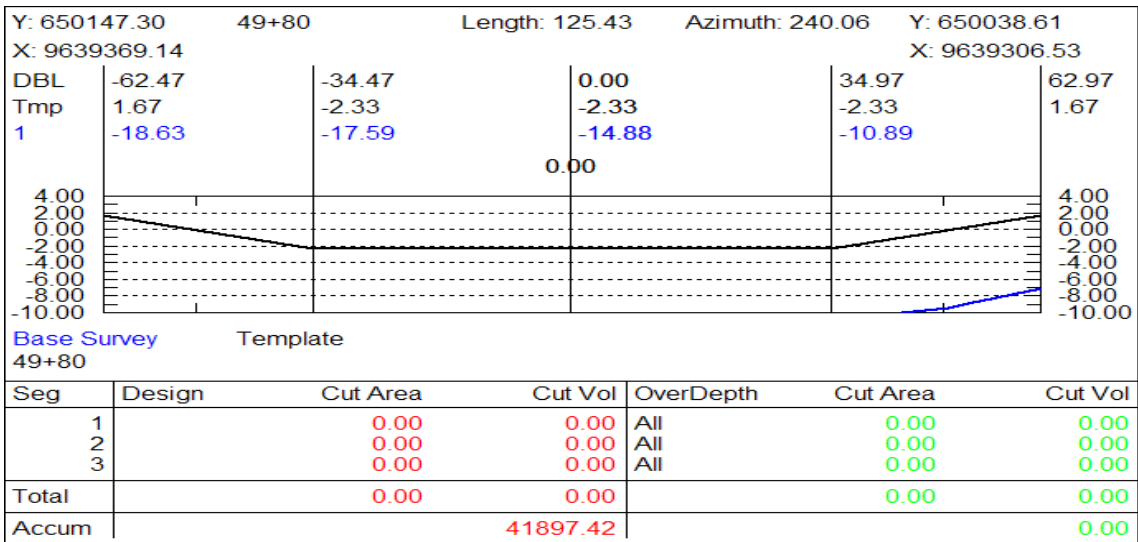 Y: 650147.30 49+80 Length: 125.43 Azimuth: 240.06 Y: 650038.61
X: 9639369.14 X: 9639306.53
DBL -62.47 -34.47 0.00 34.97 62.97
Tmp 1.67 -2.33 -2.33 -2.33 1.67
1 -18.63 -17.59 -14.88 -10.89
0.00
4.00 4.00
2.00 2.00
0.00 0.00
-2.00 -2.00
-4.00 -4.00
-6.00 -6.00
-8.00 -8.00
-10.00 -10.00
Base Survey Template
49+80
Seg Design Cut Area Cut Vol OverDepth Cut Area Cut Vol
1 0.00 0.00 All 0.00 0.00
2 0.00 0.00 All 0.00 0.00
3 0.00 0.00 All 0.00 0.00
Total 0.00 0.00 0.00 0.00
Accum 41897.42 0.00